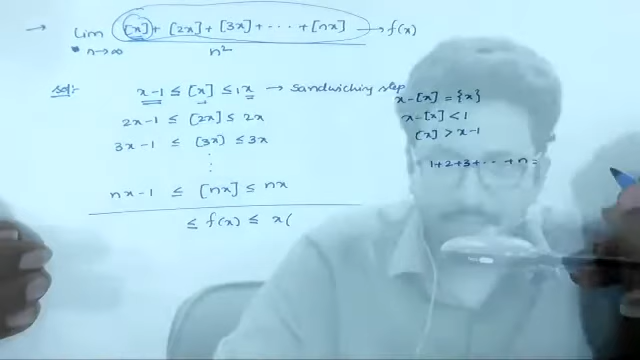 → Lim [x] + [2x] + [3x] + ... + [nx] → f(x)
n→∞ n²
Sol:- x-1 ≤ [x] ≤ 1x → Sandwiching step
2x-1 ≤ [2x] ≤ 2x
3x-1 ≤ [3x] ≤ 3x
⋮
nx-1 ≤ [nx] ≤ nx
≤ f(x) ≤ x(
x-[x] = {x}
x-[x] < 1
[x] > x-1
1+2+3+...+n =